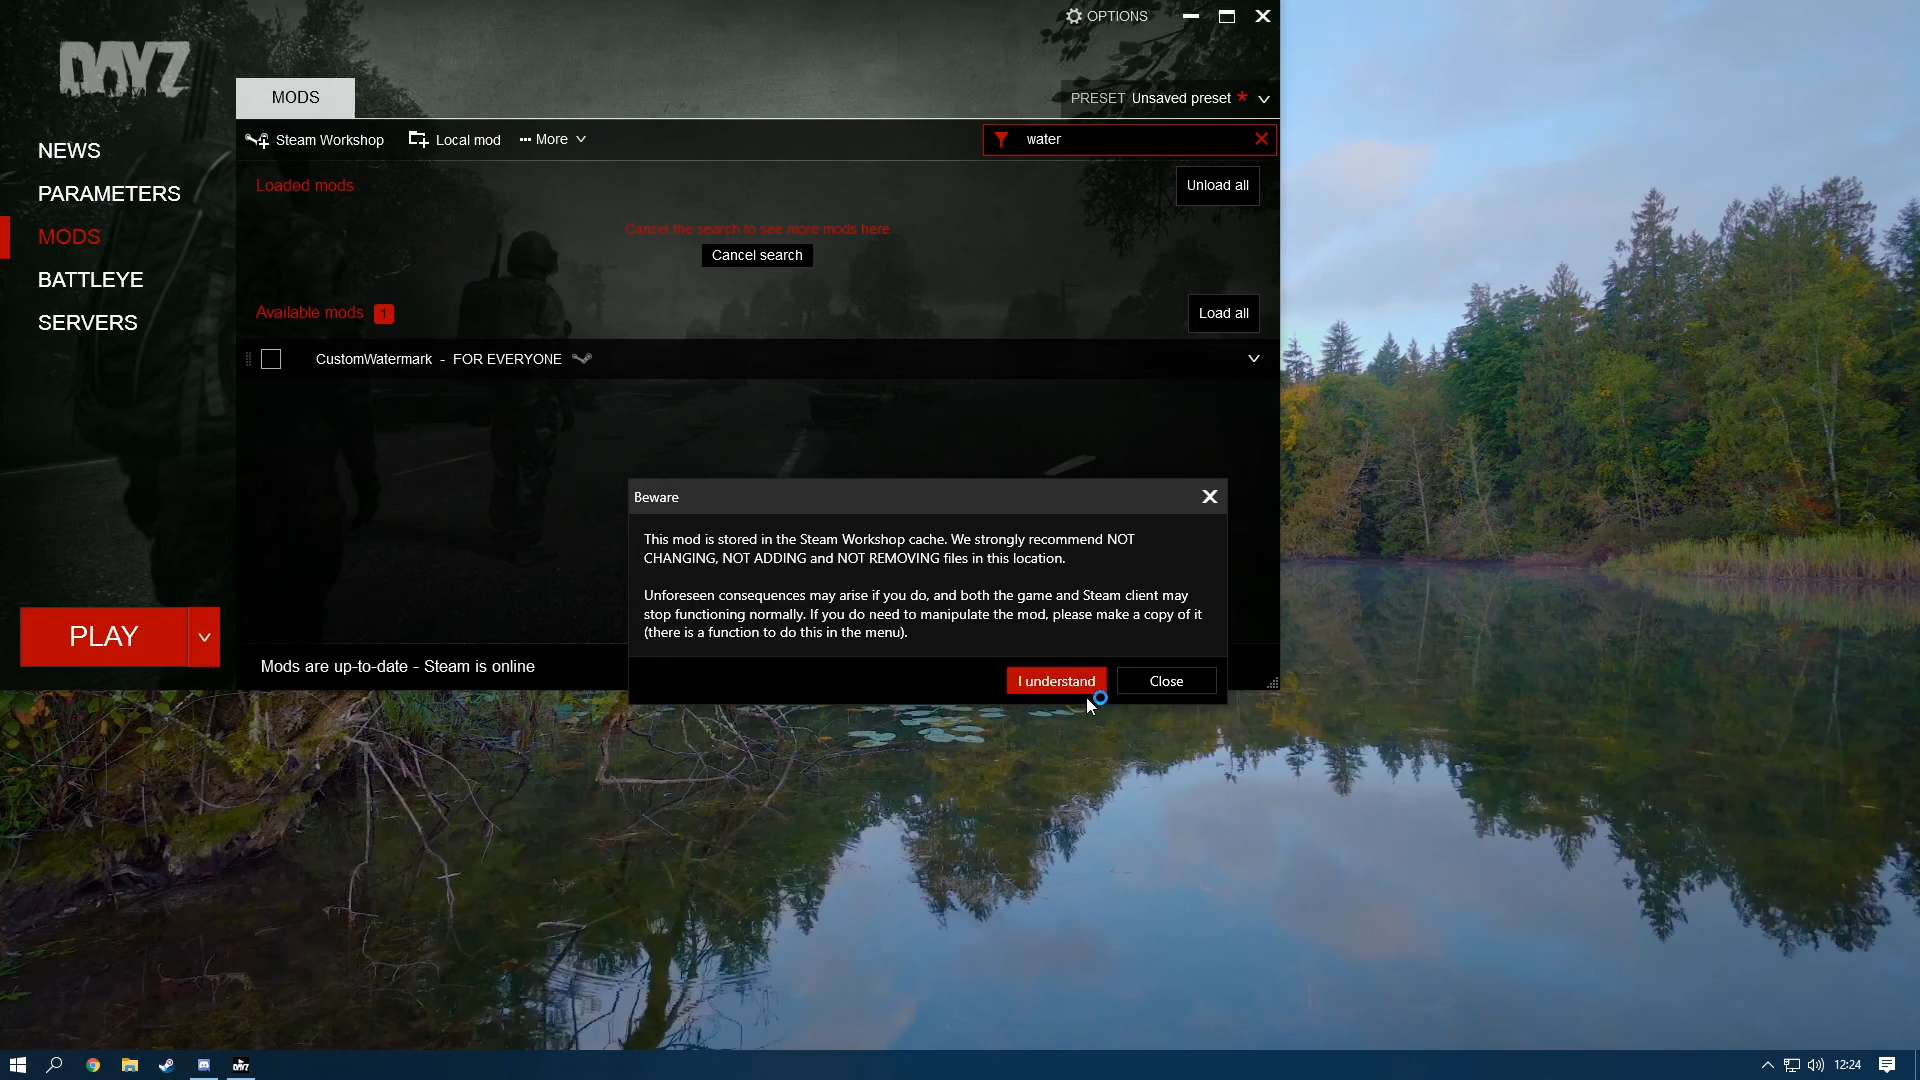 OPTIONS
DAYZ
MODS
PRESET Unsaved preset *
Steam Workshop
Local mod
··· More
water
NEWS
PARAMETERS
MODS
BATTLEYE
SERVERS
Loaded mods
Unload all
Cancel the search to see more mods here
Cancel search
Available mods 1
Load all
CustomWatermark - FOR EVERYONE
Beware
This mod is stored in the Steam Workshop cache. We strongly recommend NOT
CHANGING, NOT ADDING and NOT REMOVING files in this location.
Unforeseen consequences may arise if you do, and both the game and Steam client may
stop functioning normally. If you do need to manipulate the mod, please make a copy of it
(there is a function to do this in the menu).
I understand
Close
PLAY
Mods are up-to-date - Steam is online
DAYZ
12:24